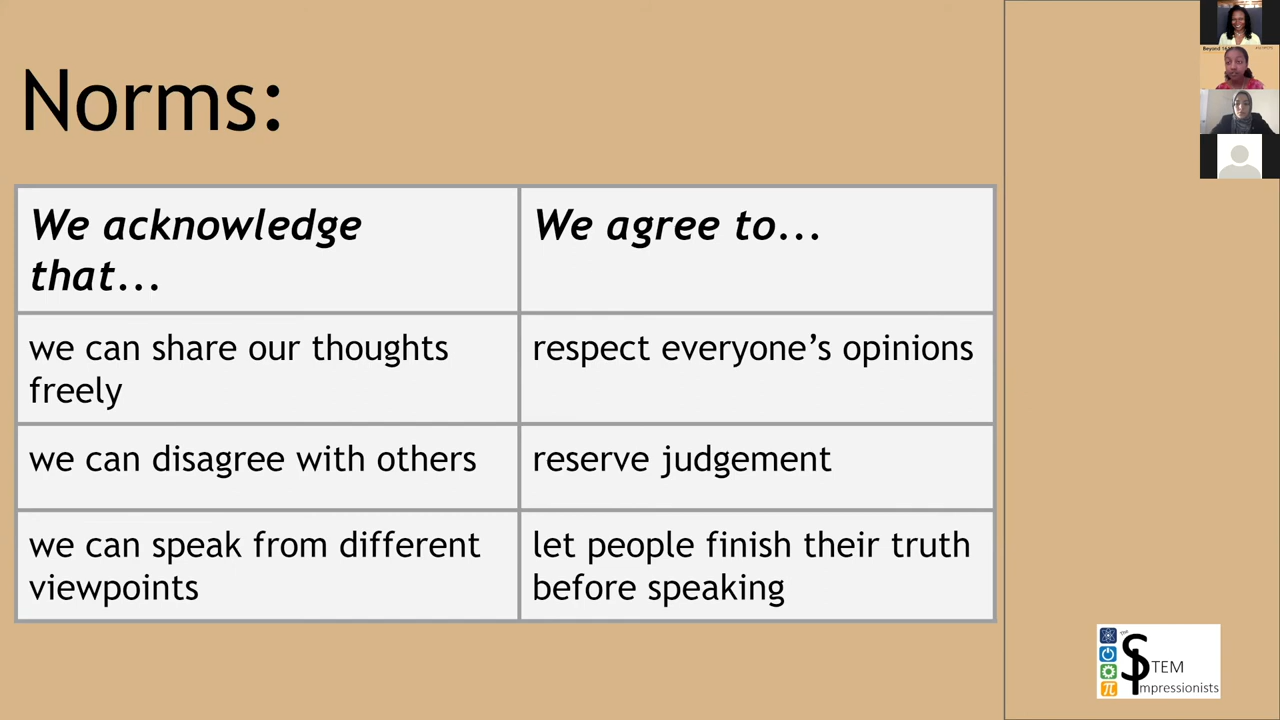 Norms:
We acknowledge
that...
We agree to...
we can share our thoughts
freely
respect everyone’s opinions
we can disagree with others
reserve judgement
we can speak from different
viewpoints
let people finish their truth
before speaking
The
STEM
Impressionists